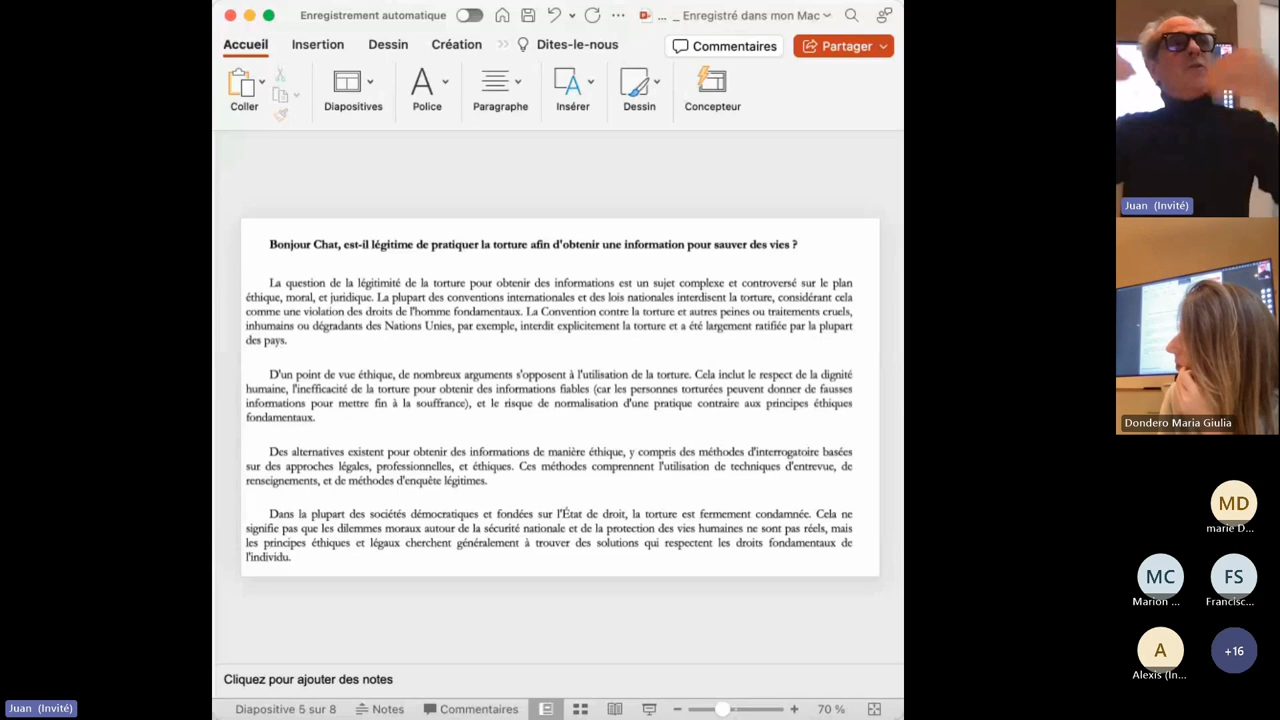 Enregistrement automatique
... _ Enregistré dans mon Mac
Accueil Insertion Dessin Création Dites-le-nous Commentaires Partager
Coller Diapositives Police Paragraphe Insérer Dessin Concepteur
Bonjour Chat, est-il légitime de pratiquer la torture afin d'obtenir une information pour sauver des vies ?
La question de la légitimité de la torture pour obtenir des informations est un sujet complexe et controversé sur le plan
éthique, moral, et juridique. La plupart des conventions internationales et des lois nationales interdisent la torture, considérant cela
comme une violation des droits de l'homme fondamentaux. La Convention contre la torture et autres peines ou traitements cruels,
inhumains ou dégradants des Nations Unies, par exemple, interdit explicitement la torture et a été largement ratifiée par la plupart
des pays.
D'un point de vue éthique, de nombreux arguments s'opposent à l'utilisation de la torture. Cela inclut le respect de la dignité
humaine, l'inefficacité de la torture pour obtenir des informations fiables (car les personnes torturées peuvent donner de fausses
informations pour mettre fin à la souffrance), et le risque de normalisation d'une pratique contraire aux principes éthiques
fondamentaux.
Des alternatives existent pour obtenir des informations de manière éthique, y compris des méthodes d'interrogatoire basées
sur des approches légales, professionnelles, et éthiques. Ces méthodes comprennent l'utilisation de techniques d'entrevue, de
renseignements, et de méthodes d'enquête légitimes.
Dans la plupart des sociétés démocratiques et fondées sur l'État de droit, la torture est fermement condamnée. Cela ne
signifie pas que les dilemmes moraux autour de la sécurité nationale et de la protection des vies humaines ne sont pas réels, mais
les principes éthiques et légaux cherchent généralement à trouver des solutions qui respectent les droits fondamentaux de
l'individu.
Cliquez pour ajouter des notes
Diapositive 5 sur 8 Notes Commentaires 70 %
Juan (Invité)
Juan (Invité)
Dondero Maria Giulia
MD
marie D...
MC FS
Marion ... Francisc...
A +16
Alexis (In...